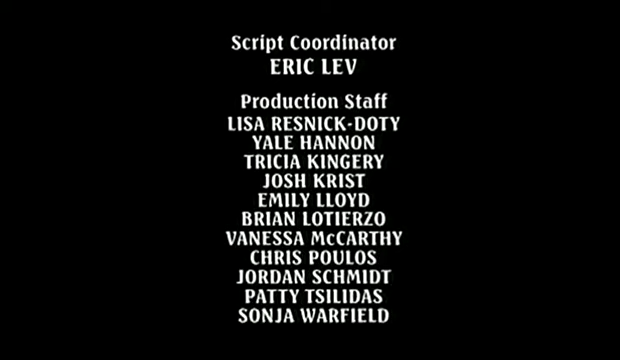 Script Coordinator
ERIC LEV
Production Staff
LISA RESNICK-DOTY
YALE HANNON
TRICIA KINGERY
JOSH KRIST
EMILY LLOYD
BRIAN LOTIERZO
VANESSA McCARTHY
CHRIS POULOS
JORDAN SCHMIDT
PATTY TSILIDAS
SONJA WARFIELD